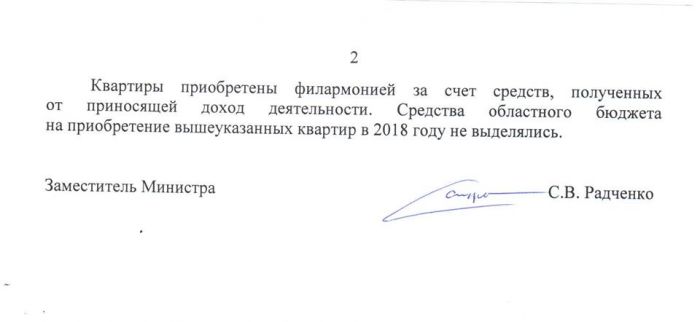 2
Квартиры приобретены филармонией за счет средств, полученных
от приносящей доход деятельности. Средства областного бюджета
на приобретение вышеуказанных квартир в 2018 году не выделялись.
Заместитель Министра С.В. Радченко